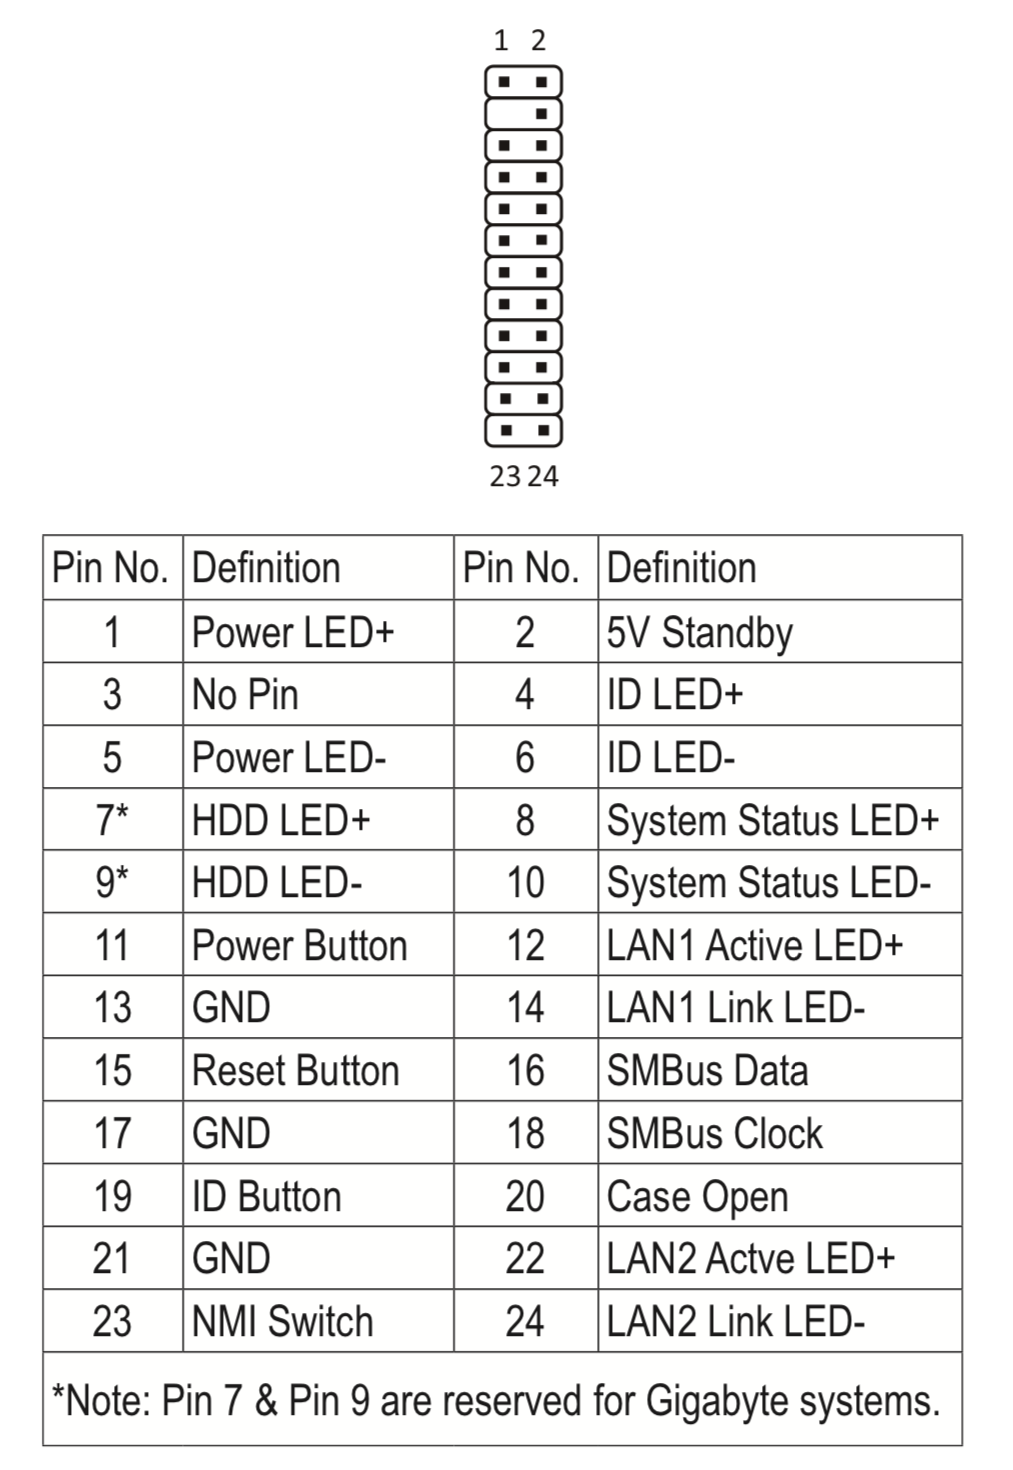 1 2
23 24
Pin No. Definition Pin No. Definition
1 Power LED+ 2 5V Standby
3 No Pin 4 ID LED+
5 Power LED- 6 ID LED-
7* HDD LED+ 8 System Status LED+
9* HDD LED- 10 System Status LED-
11 Power Button 12 LAN1 Active LED+
13 GND 14 LAN1 Link LED-
15 Reset Button 16 SMBus Data
17 GND 18 SMBus Clock
19 ID Button 20 Case Open
21 GND 22 LAN2 Actve LED+
23 NMI Switch 24 LAN2 Link LED-
*Note: Pin 7 & Pin 9 are reserved for Gigabyte systems.